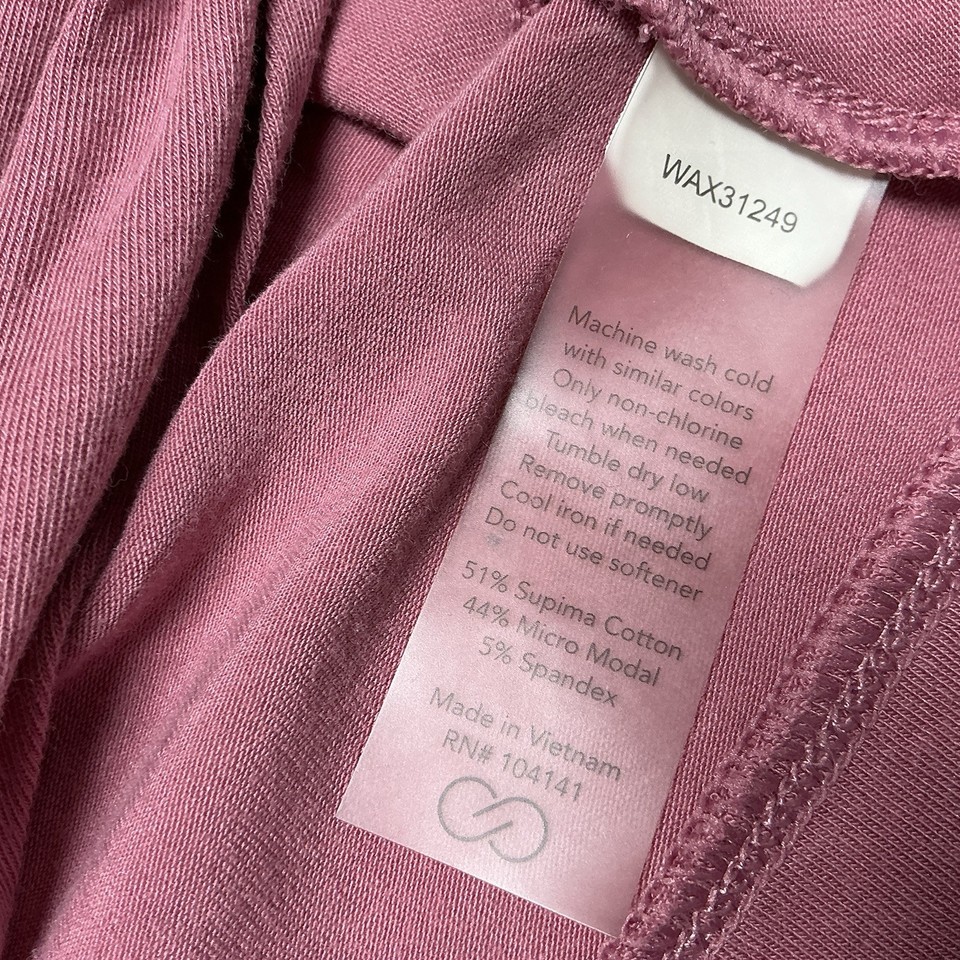 WAX31249
Machine wash cold
with similar colors
Only non-chlorine
bleach when needed
Tumble dry low
Remove promptly
Cool iron if needed
Do not use softener
51% Supima Cotton
44% Micro Modal
5% Spandex
Made in Vietnam
RN# 104141